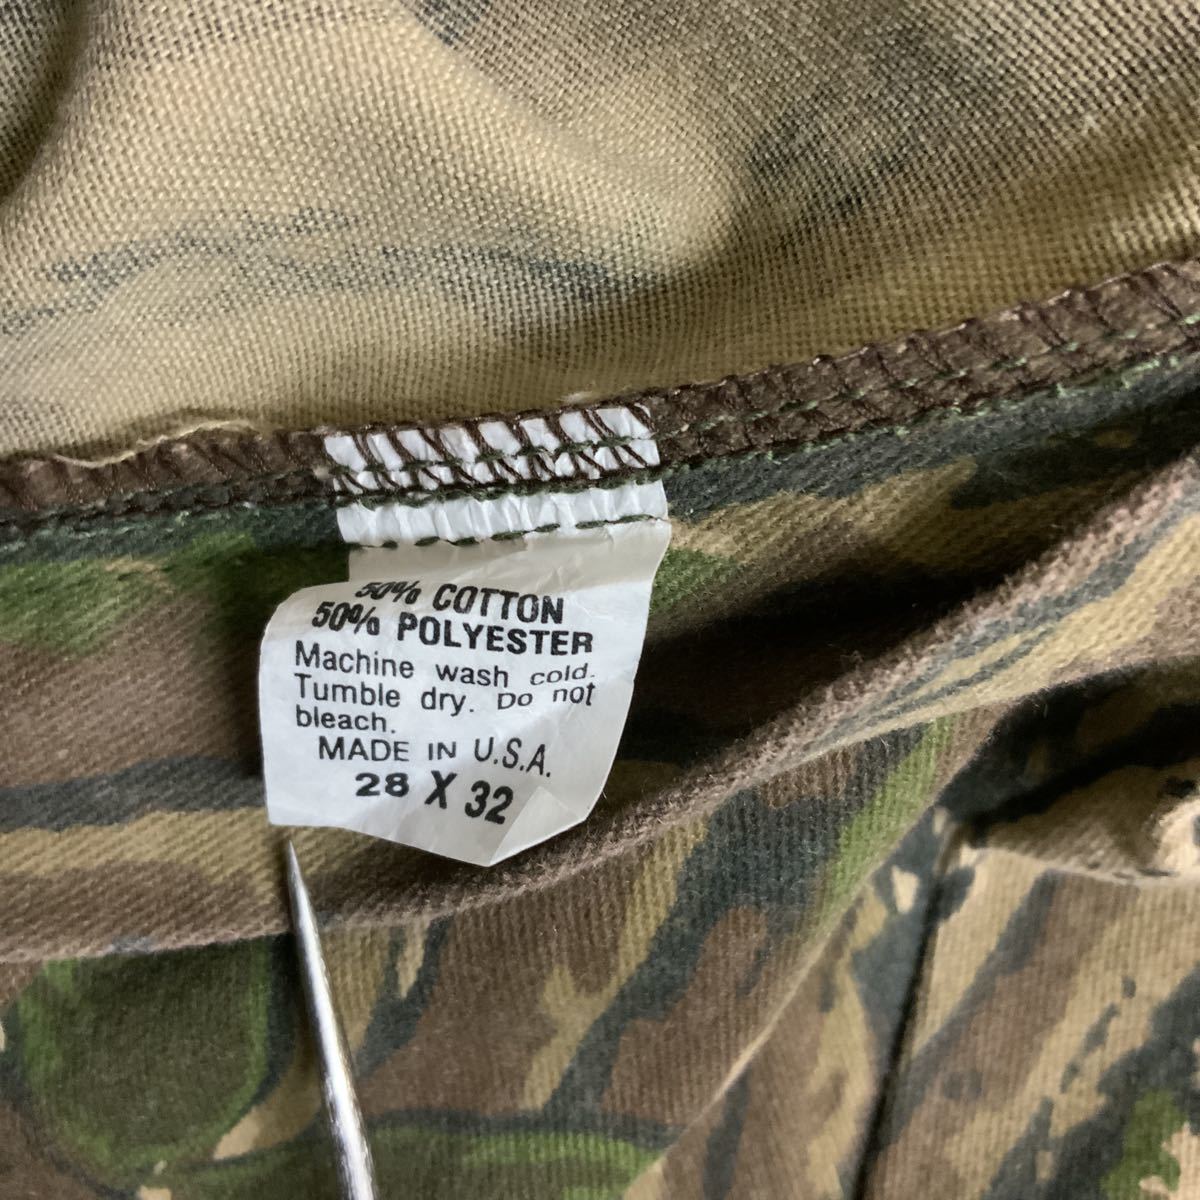 50% COTTON
50% POLYESTER
Machine wash cold.
Tumble dry. Do not
bleach.
MADE IN U.S.A.
28 X 32